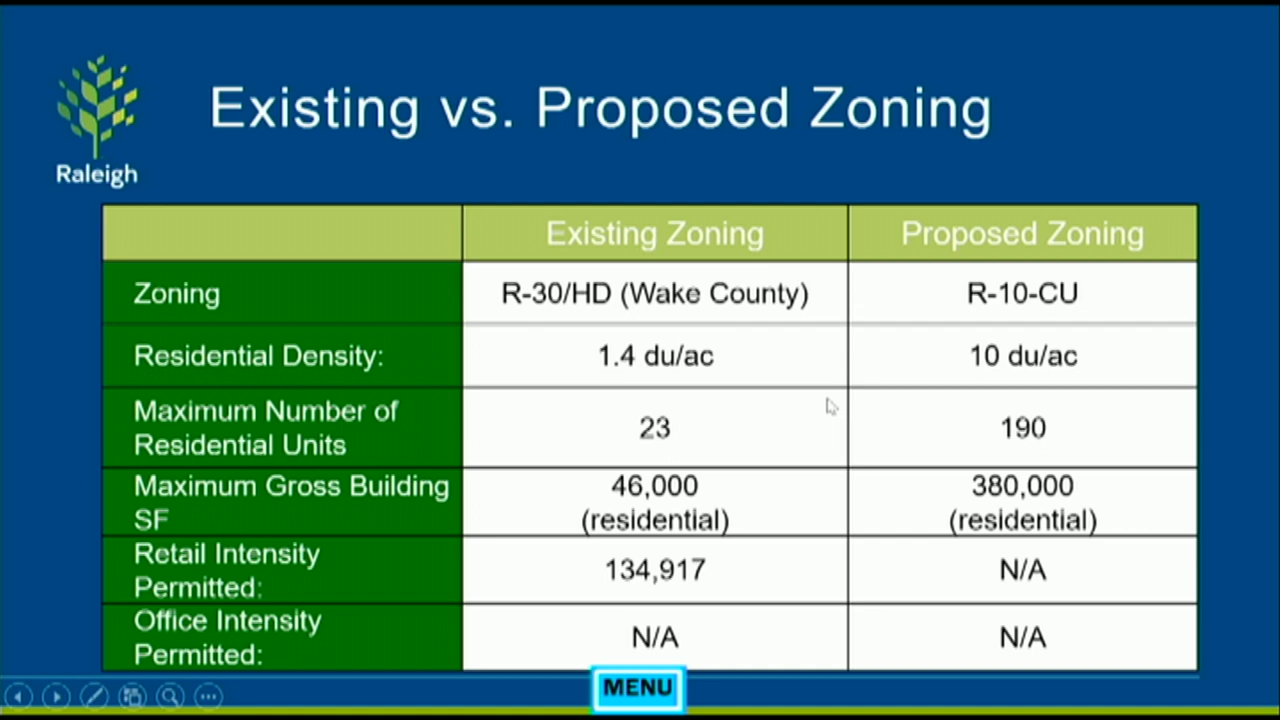 Existing vs. Proposed Zoning
Raleigh
Existing Zoning
Proposed Zoning
Zoning
R-30/HD (Wake County)
R-10-CU
Residential Density:
1.4 du/ac
10 du/ac
Maximum Number of
Residential Units
23
190
Maximum Gross Building
SF
46,000
(residential)
380,000
(residential)
Retail Intensity
Permitted:
134,917
N/A
Office Intensity
Permitted:
N/A
N/A
MENU